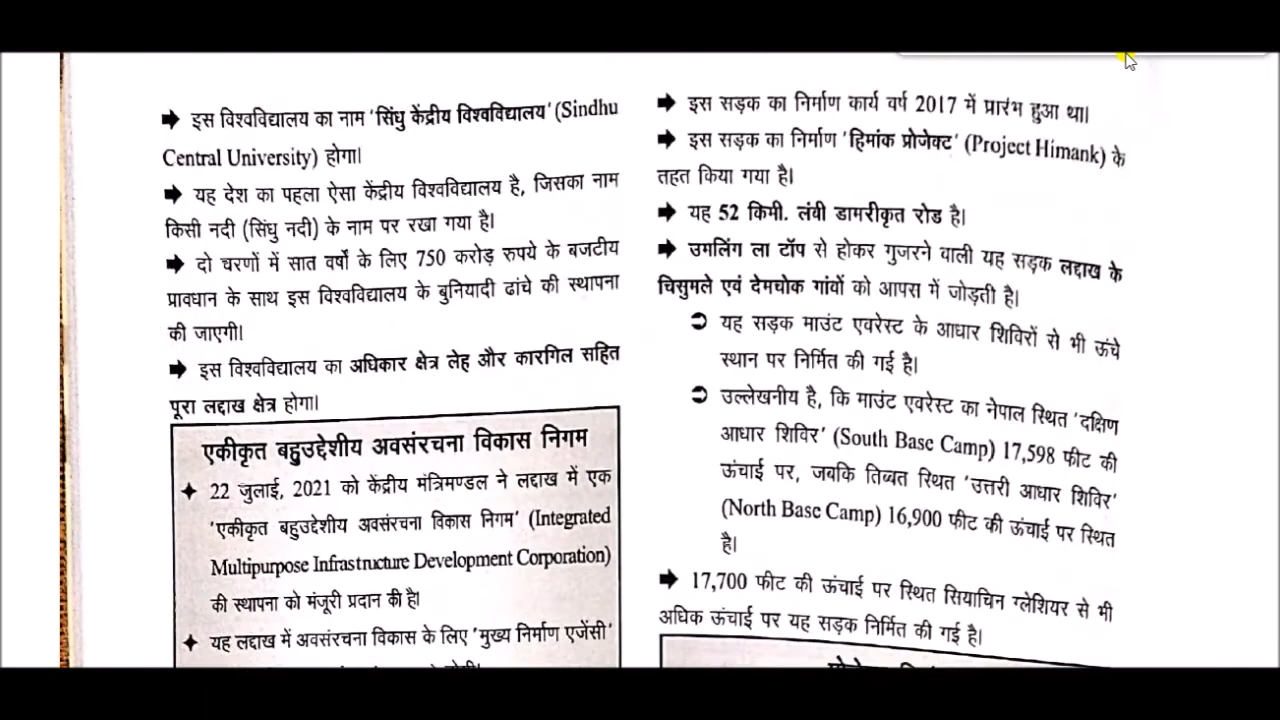 ➡ इस विश्वविद्यालय का नाम 'सिंधु केंद्रीय विश्वविद्यालय' (Sindhu
Central University) होगा।
➡ यह देश का पहला ऐसा केंद्रीय विश्वविद्यालय है, जिसका नाम
किसी नदी (सिंधु नदी) के नाम पर रखा गया है।
➡ दो चरणों में सात वर्षों के लिए 750 करोड़ रुपये के बजटीय
प्रावधान के साथ इस विश्वविद्यालय के बुनियादी ढांचे की स्थापना
की जाएगी।
➡ इस विश्वविद्यालय का अधिकार क्षेत्र लेह और कारगिल सहित
पूरा लद्दाख क्षेत्र होगा।
एकीकृत बहुउद्देशीय अवसंरचना विकास निगम
✦ 22 जुलाई, 2021 को केंद्रीय मंत्रिमण्डल ने लद्दाख में एक
'एकीकृत बहुउद्देशीय अवसंरचना विकास निगम' (Integrated
Multipurpose Infrastructure Development Corporation)
की स्थापना को मंजूरी प्रदान की है।
✦ यह लद्दाख में अवसंरचना विकास के लिए 'मुख्य निर्माण एजेंसी'
➡ इस सड़क का निर्माण कार्य वर्ष 2017 में प्रारंभ हुआ था।
➡ इस सड़क का निर्माण 'हिमांक प्रोजेक्ट' (Project Himank) के
तहत किया गया है।
➡ यह 52 किमी. लंबी डामरीकृत रोड है।
➡ उमलिंग ला टॉप से होकर गुजरने वाली यह सड़क लद्दाख के
चिसुमले एवं देमचोक गांवों को आपस में जोड़ती है।
➲ यह सड़क माउंट एवरेस्ट के आधार शिविरों से भी ऊंचे
स्थान पर निर्मित की गई है।
➲ उल्लेखनीय है, कि माउंट एवरेस्ट का नेपाल स्थित 'दक्षिण
आधार शिविर' (South Base Camp) 17,598 फीट की
ऊंचाई पर, जबकि तिब्बत स्थित 'उत्तरी आधार शिविर'
(North Base Camp) 16,900 फीट की ऊंचाई पर स्थित
है।
➡ 17,700 फीट की ऊंचाई पर स्थित सियाचिन ग्लेशियर से भी
अधिक ऊंचाई पर यह सड़क निर्मित की गई है।